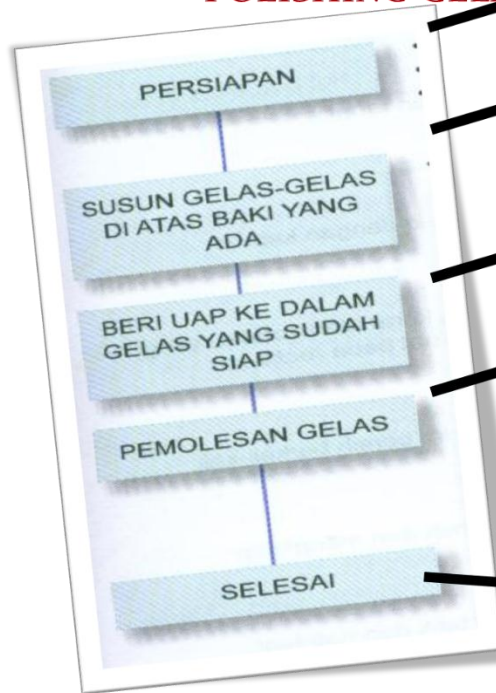 POLISHING
PERSIAPAN
SUSUN GELAS-GELAS
DI ATAS BAKI YANG
ADA
BERI UAP KE DALAM
GELAS YANG SUDAH
SIAP
PEMOLESAN GELAS
SELESAI